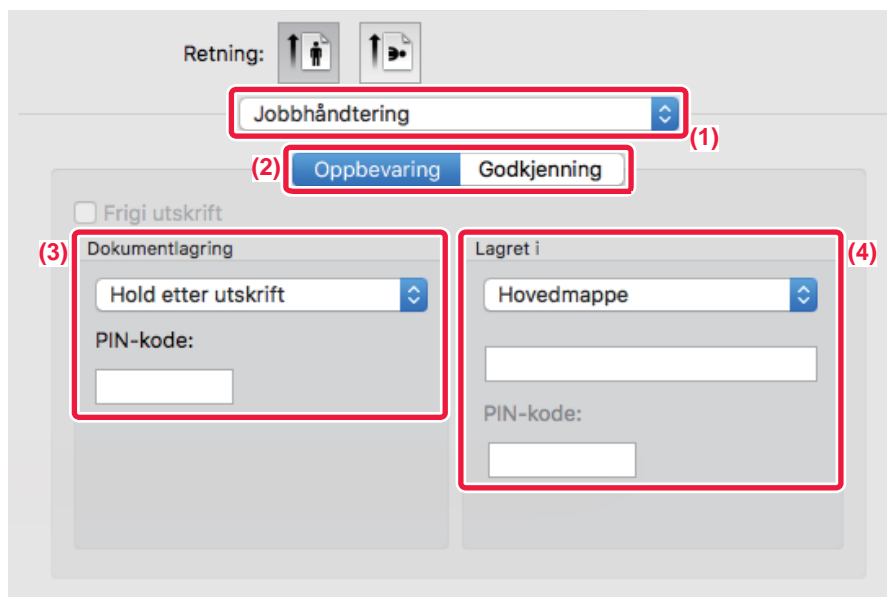 Retning:
Jobbhåndtering
(1)
(2) Oppbevaring Godkjenning
Frigi utskrift
(3) Dokumentlagring Lagret i (4)
Hold etter utskrift Hovedmappe
PIN-kode:
PIN-kode: